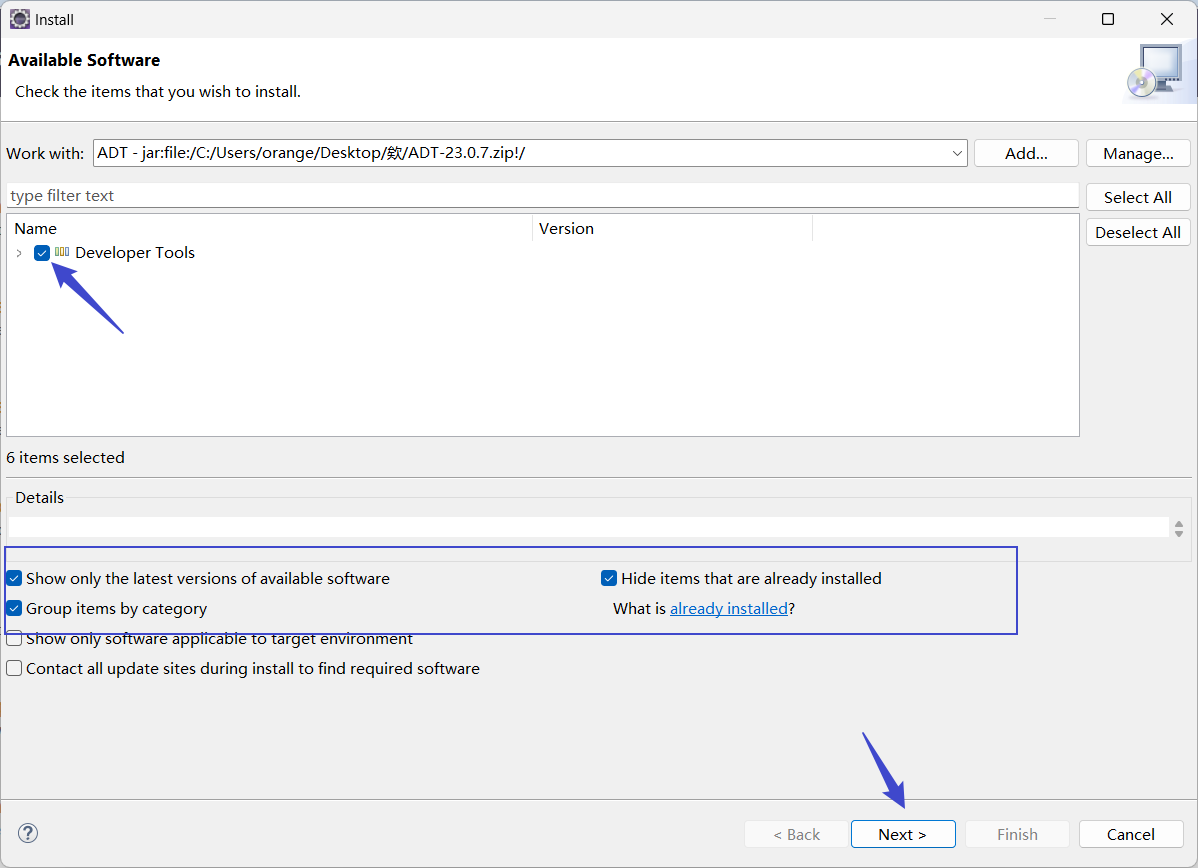 Install
Available Software
Check the items that you wish to install.
Work with: ADT - jar:file:/C:/Users/orange/Desktop/欸/ADT-23.0.7.zip!/ Add... Manage...
type filter text
Select All
Name Version
Deselect All
Developer Tools
6 items selected
Details
Show only the latest versions of available software Hide items that are already installed
Group items by category What is already installed?
Show only software applicable to target environment
Contact all update sites during install to find required software
? < Back Next > Finish Cancel